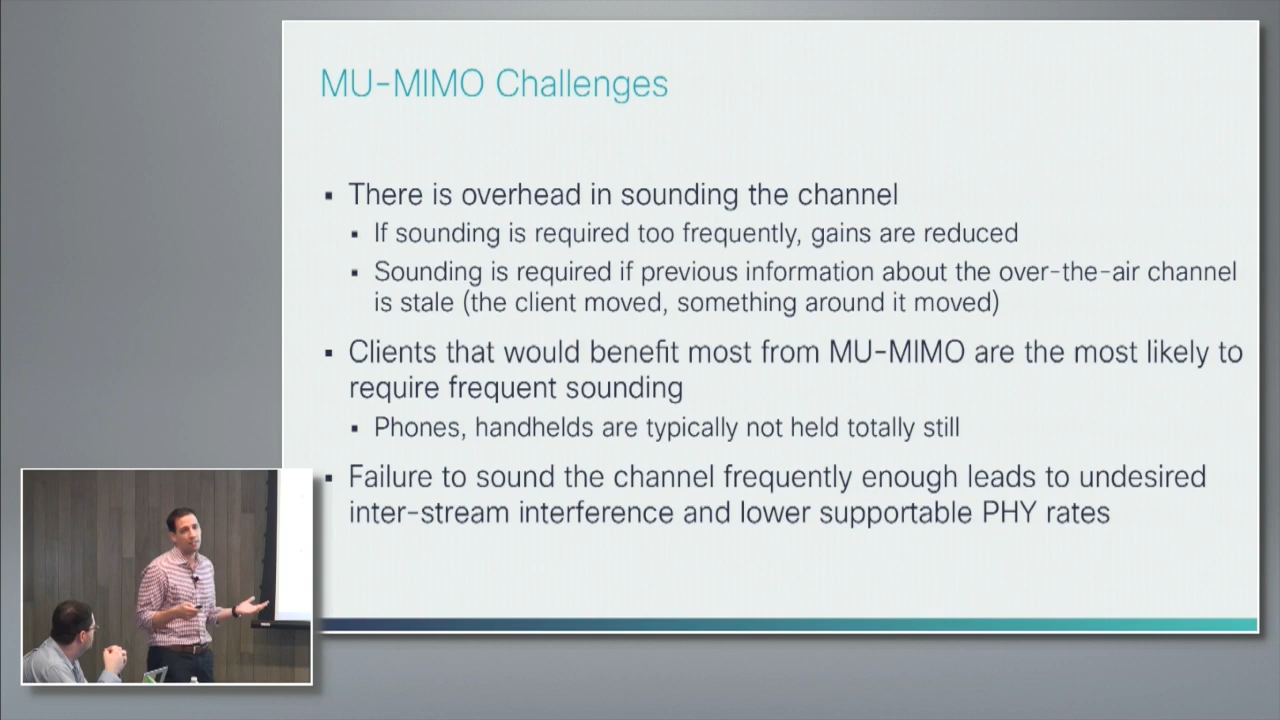 MU-MIMO Challenges
▪ There is overhead in sounding the channel
▪ If sounding is required too frequently, gains are reduced
▪ Sounding is required if previous information about the over-the-air channel
is stale (the client moved, something around it moved)
▪ Clients that would benefit most from MU-MIMO are the most likely to
require frequent sounding
▪ Phones, handhelds are typically not held totally still
▪ Failure to sound the channel frequently enough leads to undesired
inter-stream interference and lower supportable PHY rates